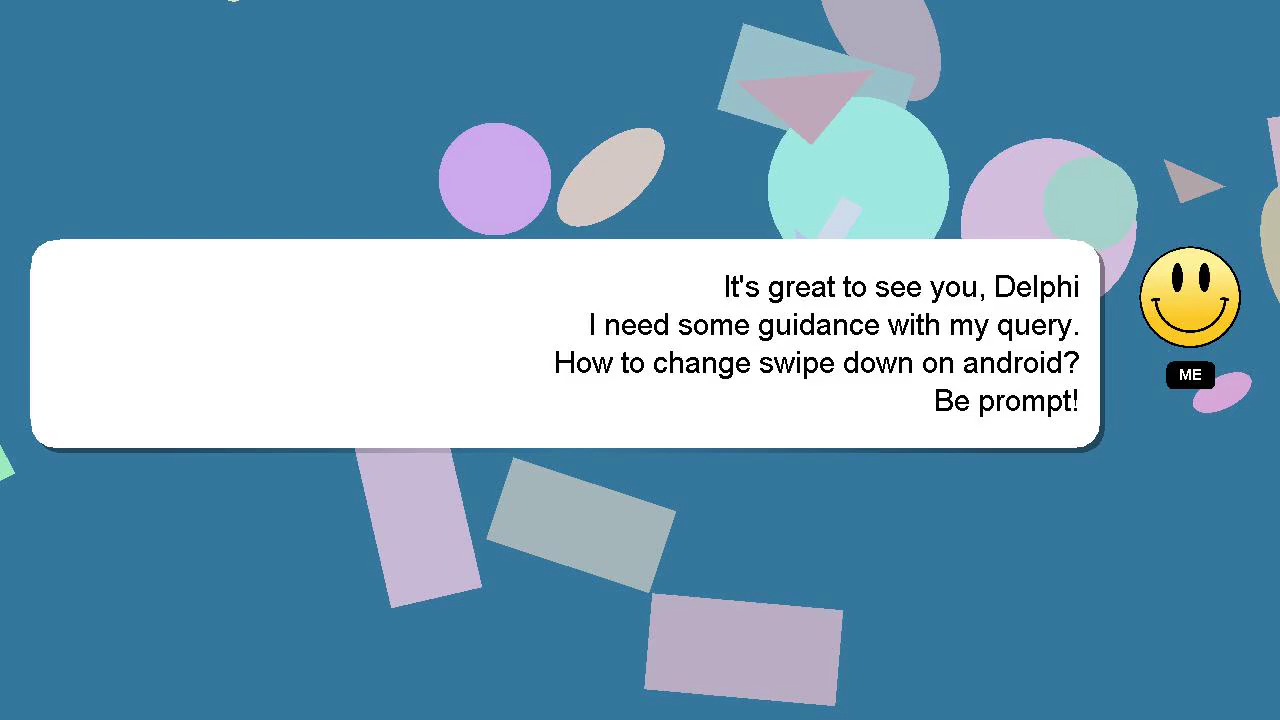 It's great to see you, Delphi
I need some guidance with my query.
How to change swipe down on android?
Be prompt!
ME